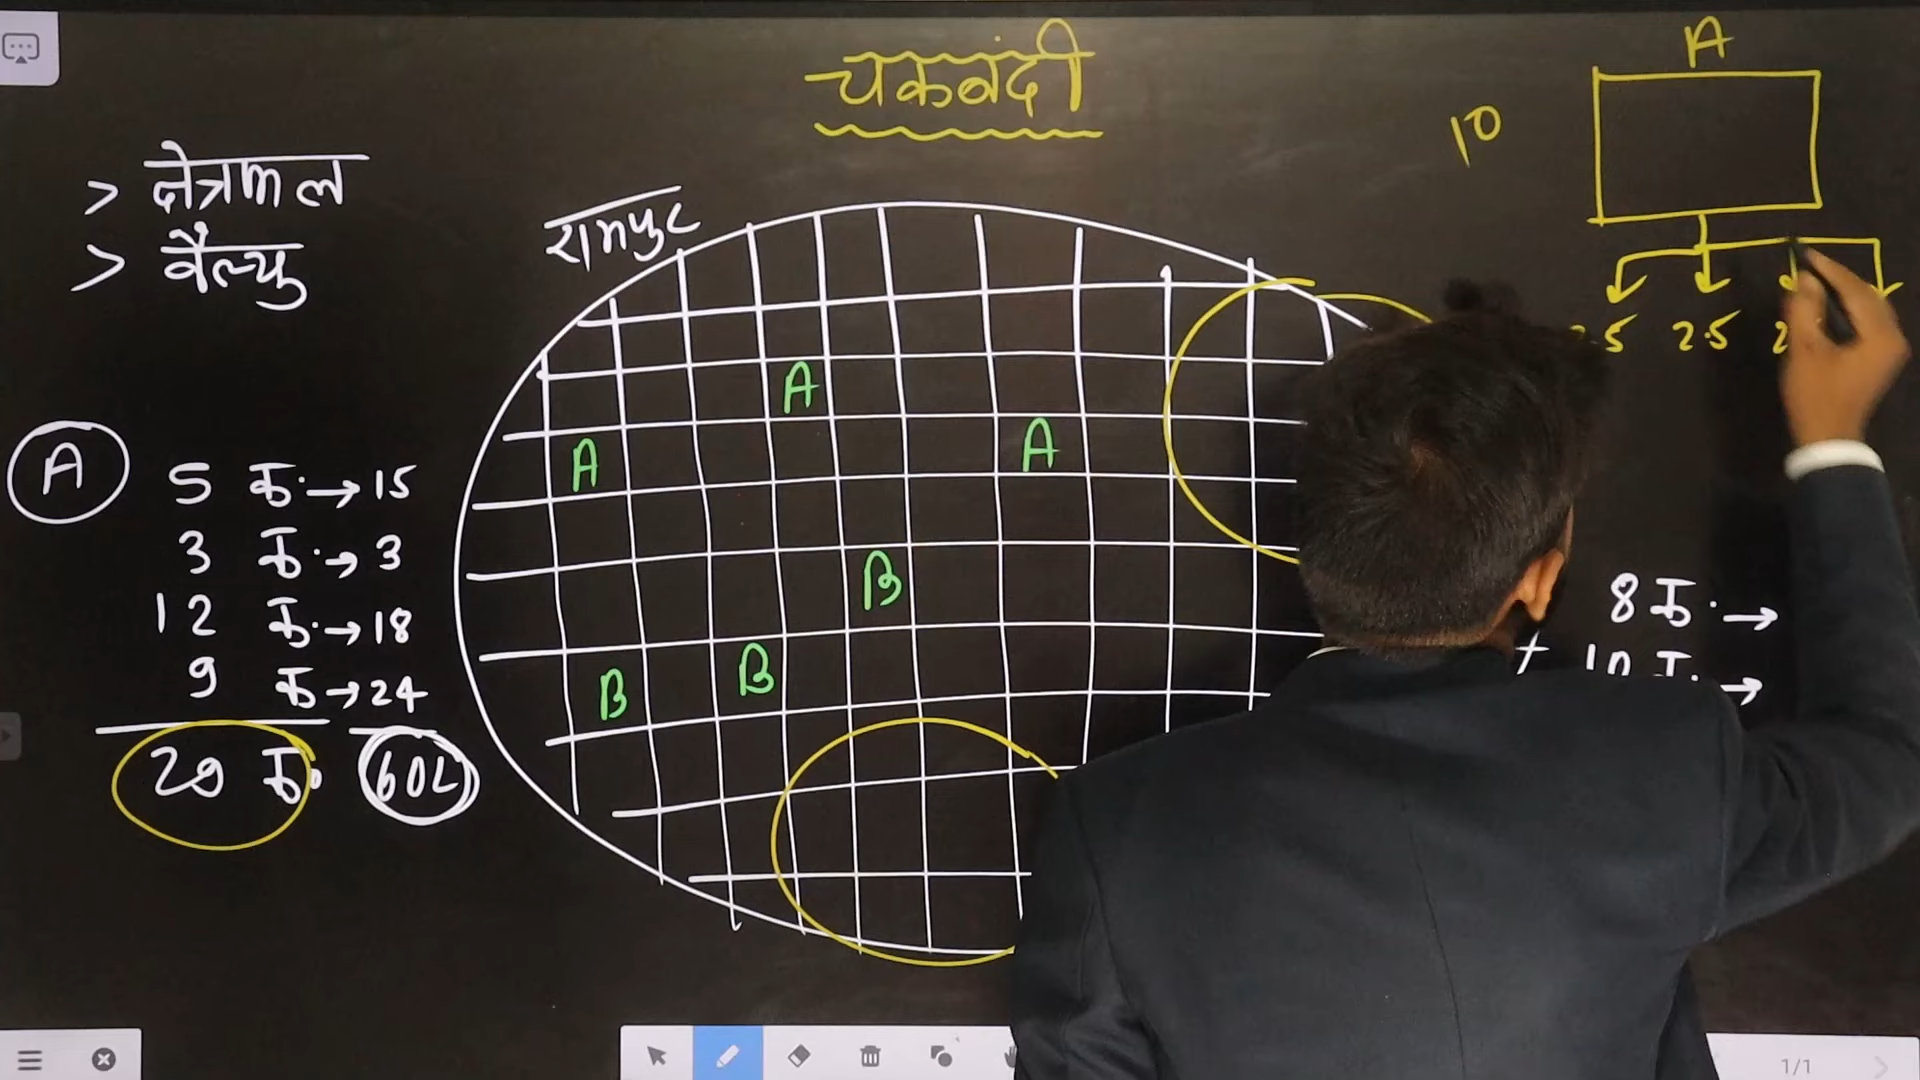 चकबंदी
A
10
> क्षेत्रफल
> वैल्यु
रामपुर
2.5
A
A
A
A
5 क. → 15
3 क. → 3
12 क. → 18
9 क → 24
29 क. 60L
B
B
B
8 क. →
+ 10 क. →
1/1